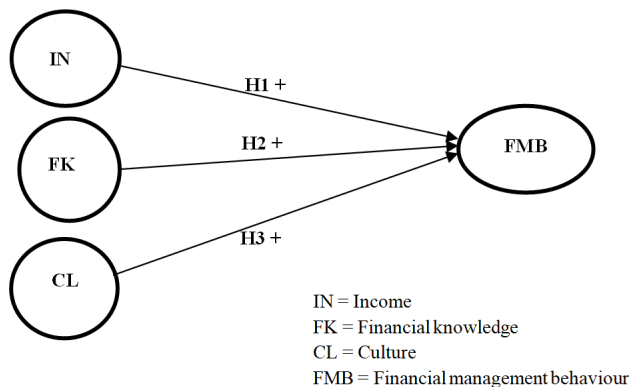 IN
H1 +
FK
H2 +
FMB
H3 +
CL
IN = Income
FK = Financial knowledge
CL = Culture
FMB = Financial management behaviour